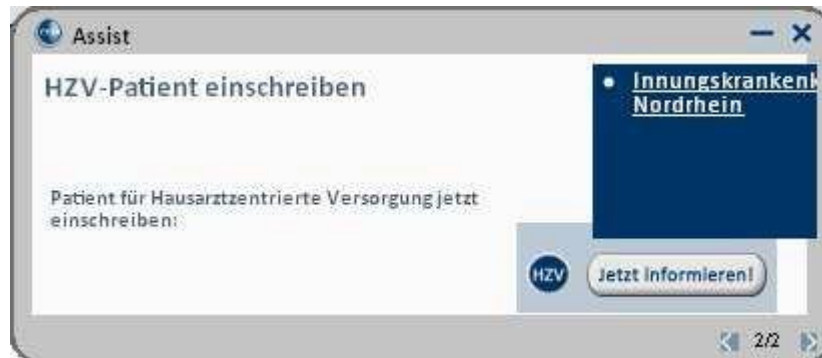 Assist
HZV-Patient einschreiben
Innungskrankenk
Nordrhein
Patient für Hausarztzentrierte Versorgung jetzt
einschreiben:
HZV
Jetzt informieren!
2/2